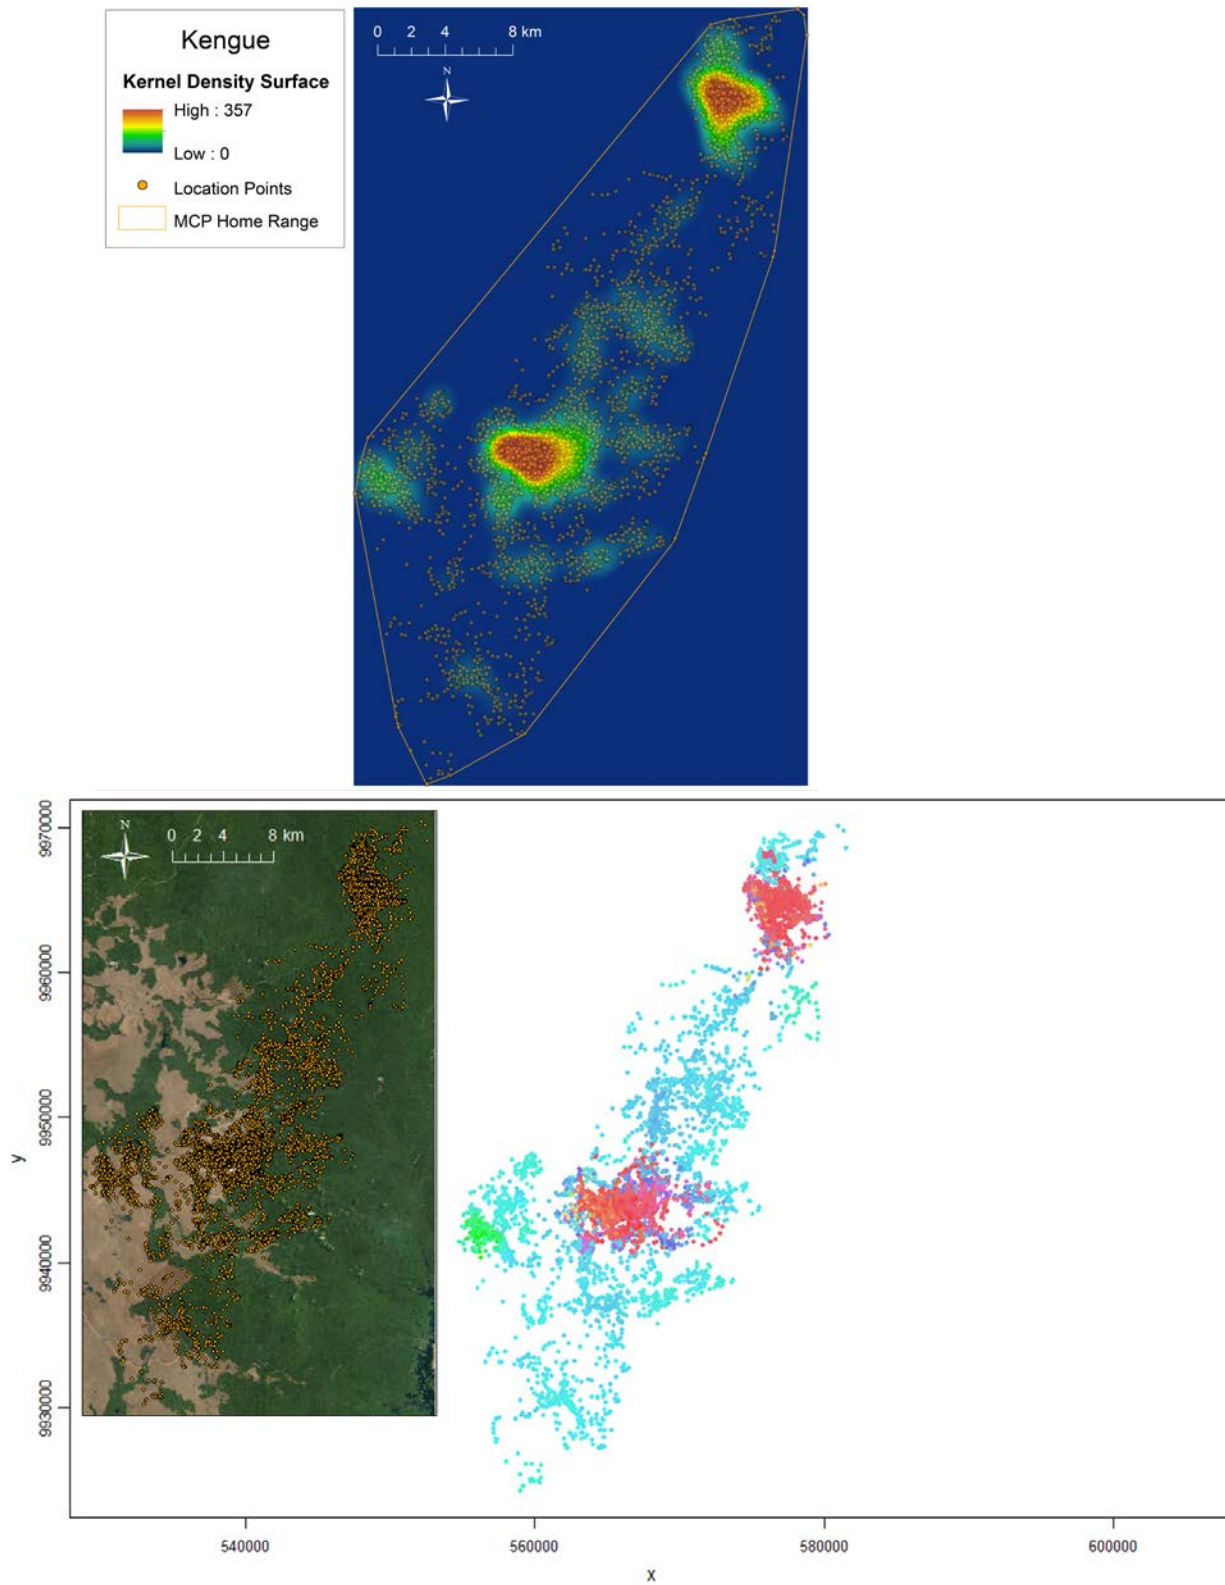 Kengue
Kernel Density Surface
High : 357
Low : 0
Location Points
MCP Home Range
0 2 4 8 km
N
N
0 2 4 8 km
9970000
9960000
9950000
9940000
9930000
y
540000 560000 580000 600000
x